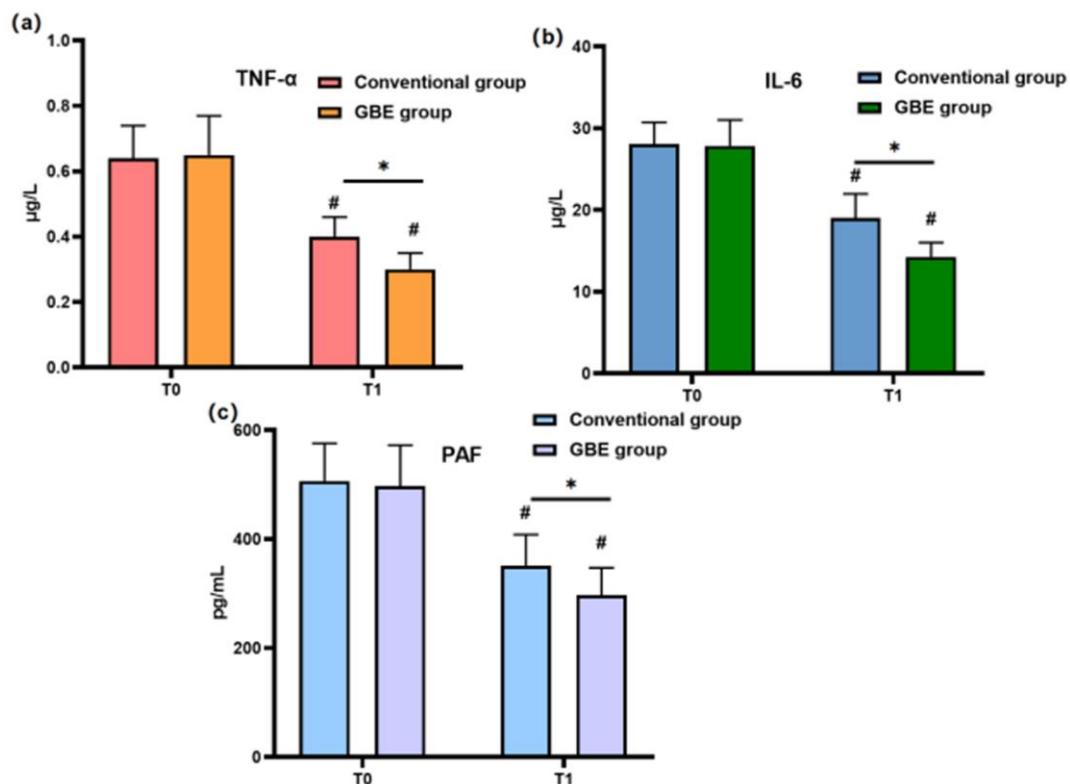 (a)
TNF-α
Conventional group
GBE group
1.0
0.8
0.6
0.4
0.2
0.0
μg/L
*
#
#
T0
T1
(b)
IL-6
Conventional group
GBE group
40
30
20
10
0
μg/L
*
#
#
T0
T1
(c)
PAF
Conventional group
GBE group
600
400
200
0
pg/mL
*
#
#
T0
T1